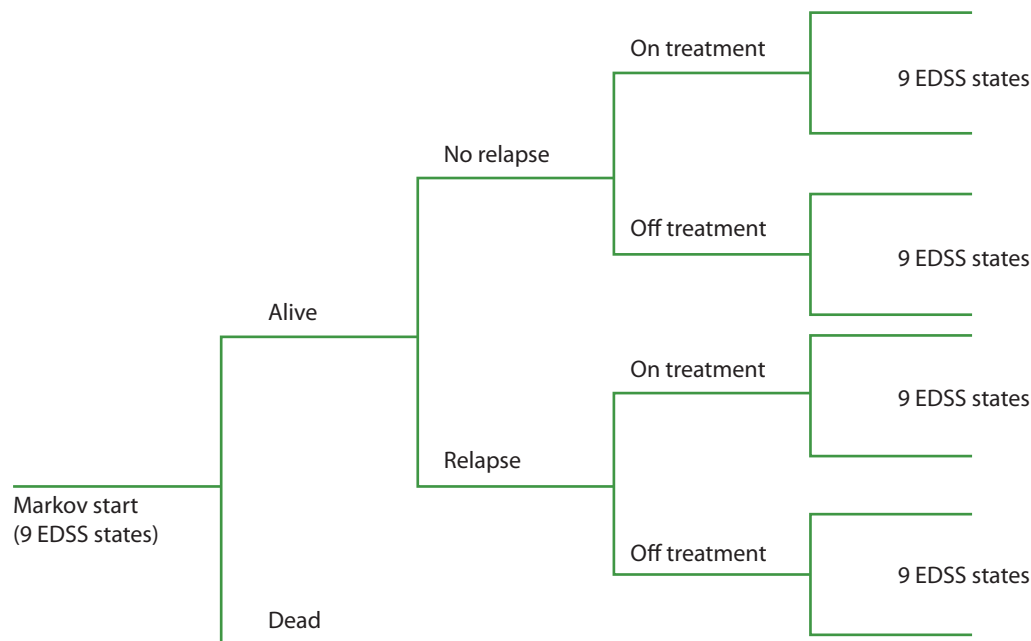 On treatment
9 EDSS states
No relapse
Off treatment
9 EDSS states
Alive
On treatment
9 EDSS states
Relapse
Markov start
(9 EDSS states)
Off treatment
9 EDSS states
Dead